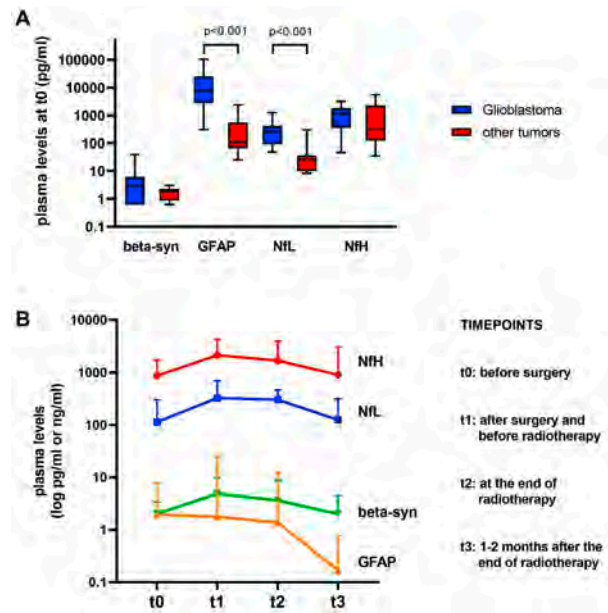 A
p<0.001
p<0.001
plasma levels at t0 (pg/ml)
100000
10000
1000
100
10
1
0.1
beta-syn
GFAP
NfL
NfH
Glioblastoma
other tumors
B
plasma levels
(log pg/ml or ng/ml)
10000
1000
100
10
1
0.1
NfH
NfL
beta-syn
GFAP
t0
t1
t2
t3
TIMEPOINTS
t0: before surgery
t1: after surgery and
before radiotherapy
t2: at the end of
radiotherapy
t3: 1-2 months after the
end of radiotherapy